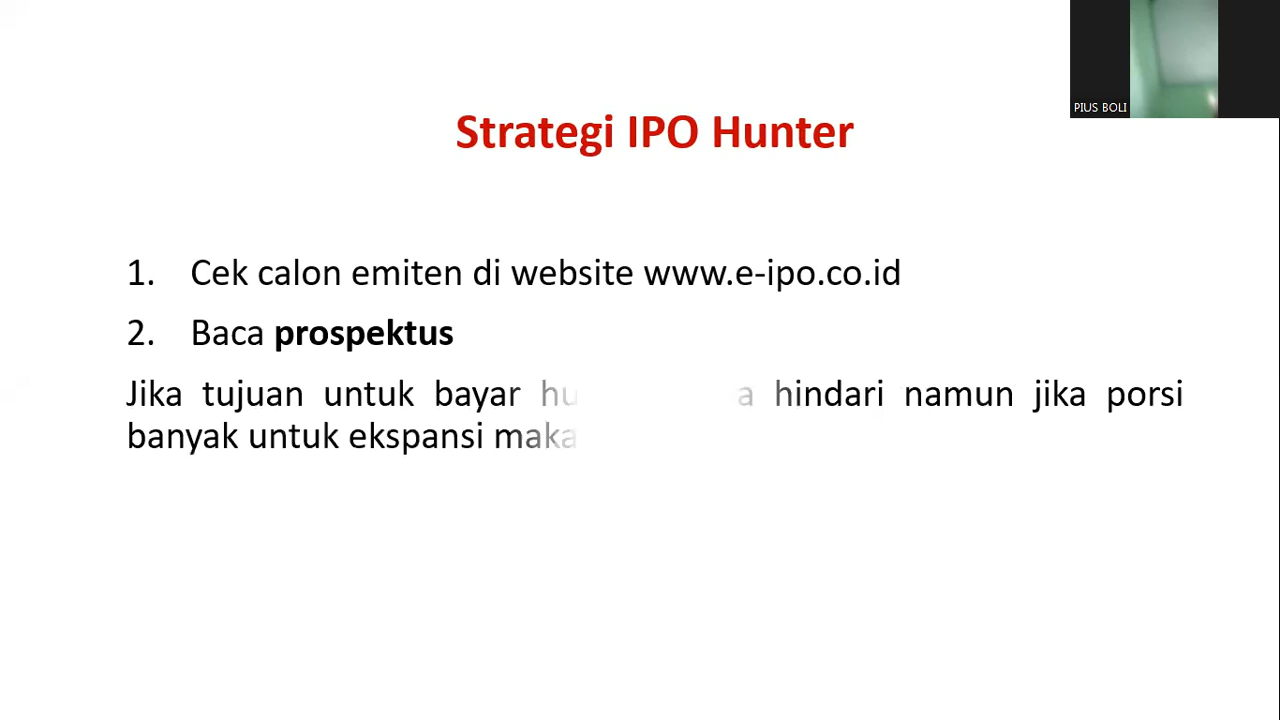 PIUS BOLI
Strategi IPO Hunter
1. Cek calon emiten di website www.e-ipo.co.id
2. Baca prospektus
Jika tujuan untuk bayar hindari namun jika porsi
banyak untuk ekspansi maka